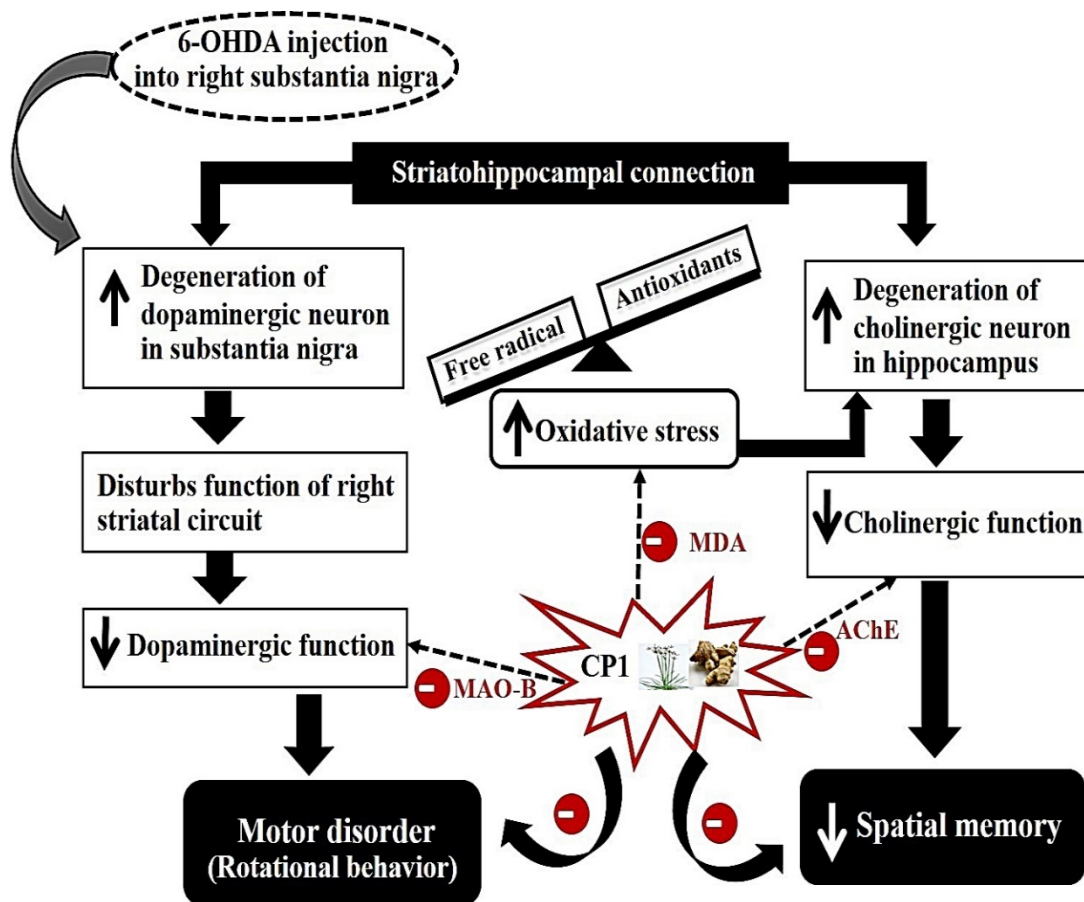 6-OHDA injection
into right substantia nigra
Striatohippocampal connection
↑ Degeneration of
dopaminergic neuron
in substantia nigra
Free radical
Antioxidants
↑ Degeneration of
cholinergic neuron
in hippocampus
↑ Oxidative stress
Disturbs function of right
striatal circuit
↓ Cholinergic function
- MDA
↓ Dopaminergic function
- MAO-B
CP1
- AChE
Motor disorder
(Rotational behavior)
-
-
↓ Spatial memory